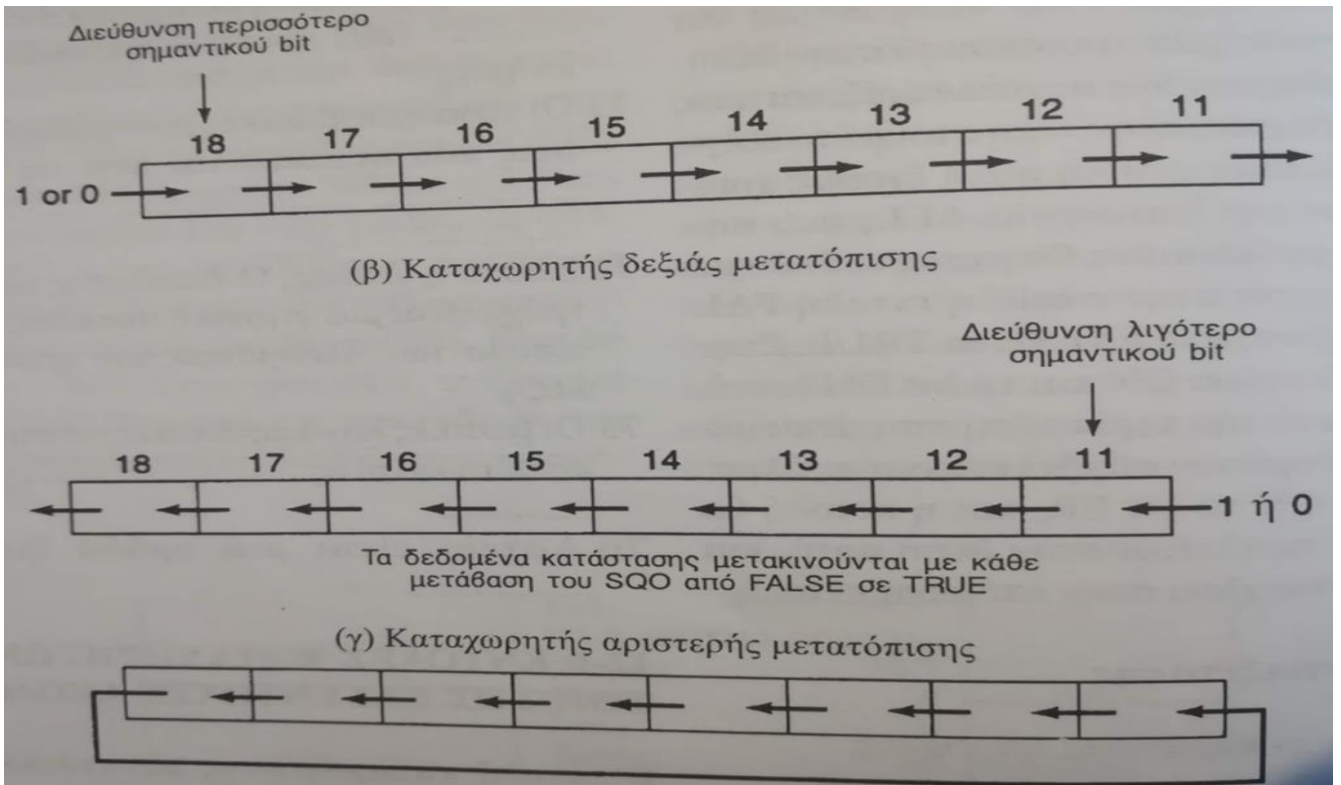 Διεύθυνση περισσότερο
σημαντικού bit
18 17 16 15 14 13 12 11
1 or 0
(β) Καταχωρητής δεξιάς μετατόπισης
Διεύθυνση λιγότερο
σημαντικού bit
18 17 16 15 14 13 12 11
1 ή 0
Τα δεδομένα κατάστασης μετακινούνται με κάθε
μετάβαση του SQO από FALSE σε TRUE
(γ) Καταχωρητής αριστερής μετατόπισης